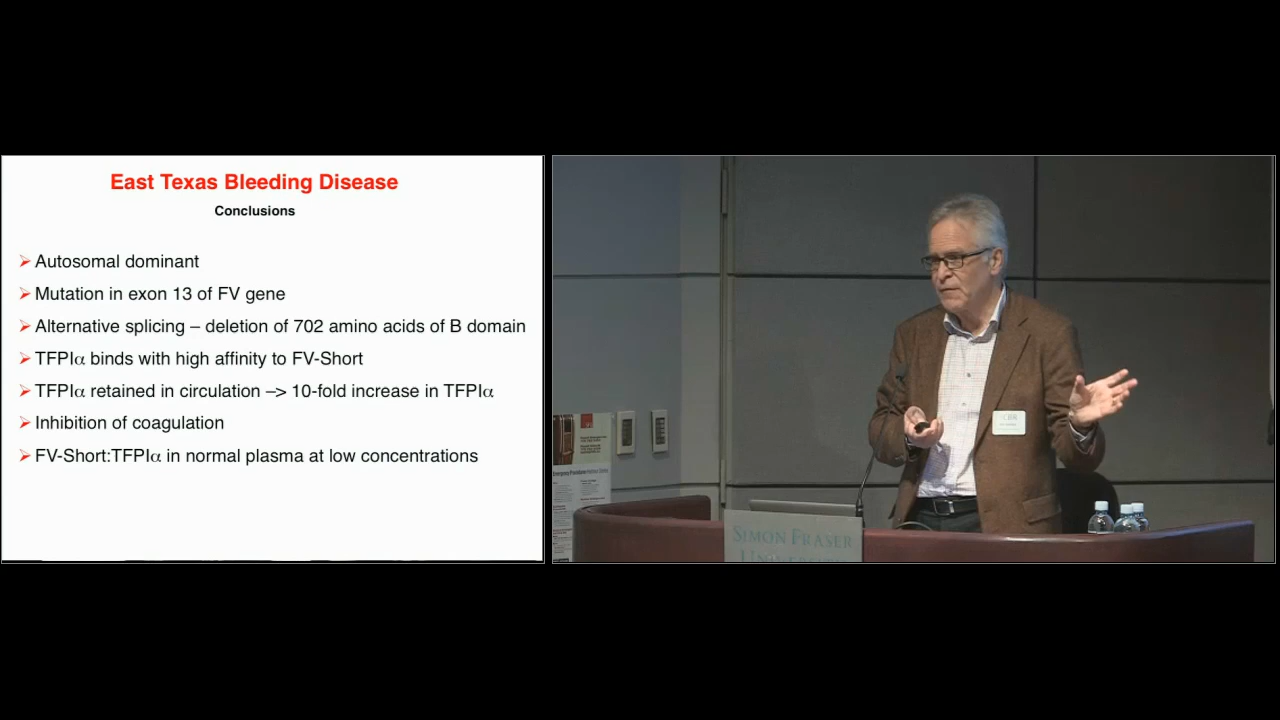 East Texas Bleeding Disease
Conclusions
➢ Autosomal dominant
➢ Mutation in exon 13 of FV gene
➢ Alternative splicing – deletion of 702 amino acids of B domain
➢ TFPIα binds with high affinity to FV-Short
➢ TFPIα retained in circulation –> 10-fold increase in TFPIα
➢ Inhibition of coagulation
➢ FV-Short:TFPIα in normal plasma at low concentrations
SIMON FRASER
UNIVERSITY